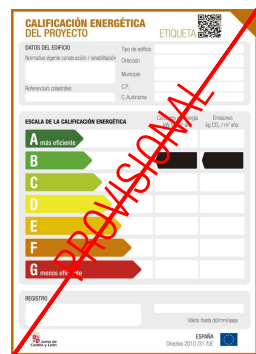 CALIFICACIÓN ENERGÉTICA
DEL PROYECTO
ETIQUETA
DATOS DEL EDIFICIO
Normativa vigente construcción / rehabilitación
Referencia/s catastral/es
Tipo de edificio
Dirección
Municipio
C.P.
C. Autónoma
ESCALA DE LA CALIFICACIÓN ENERGÉTICA
Emisiones
kg CO₂ / m² año
A más eficiente
B
C
D
E
F
G menos eficiente
PROVISIONAL
REGISTRO
Válido hasta dd/mm/aaaa
Junta de
Castilla y León
ESPAÑA
Directiva 2010 /31 /UE